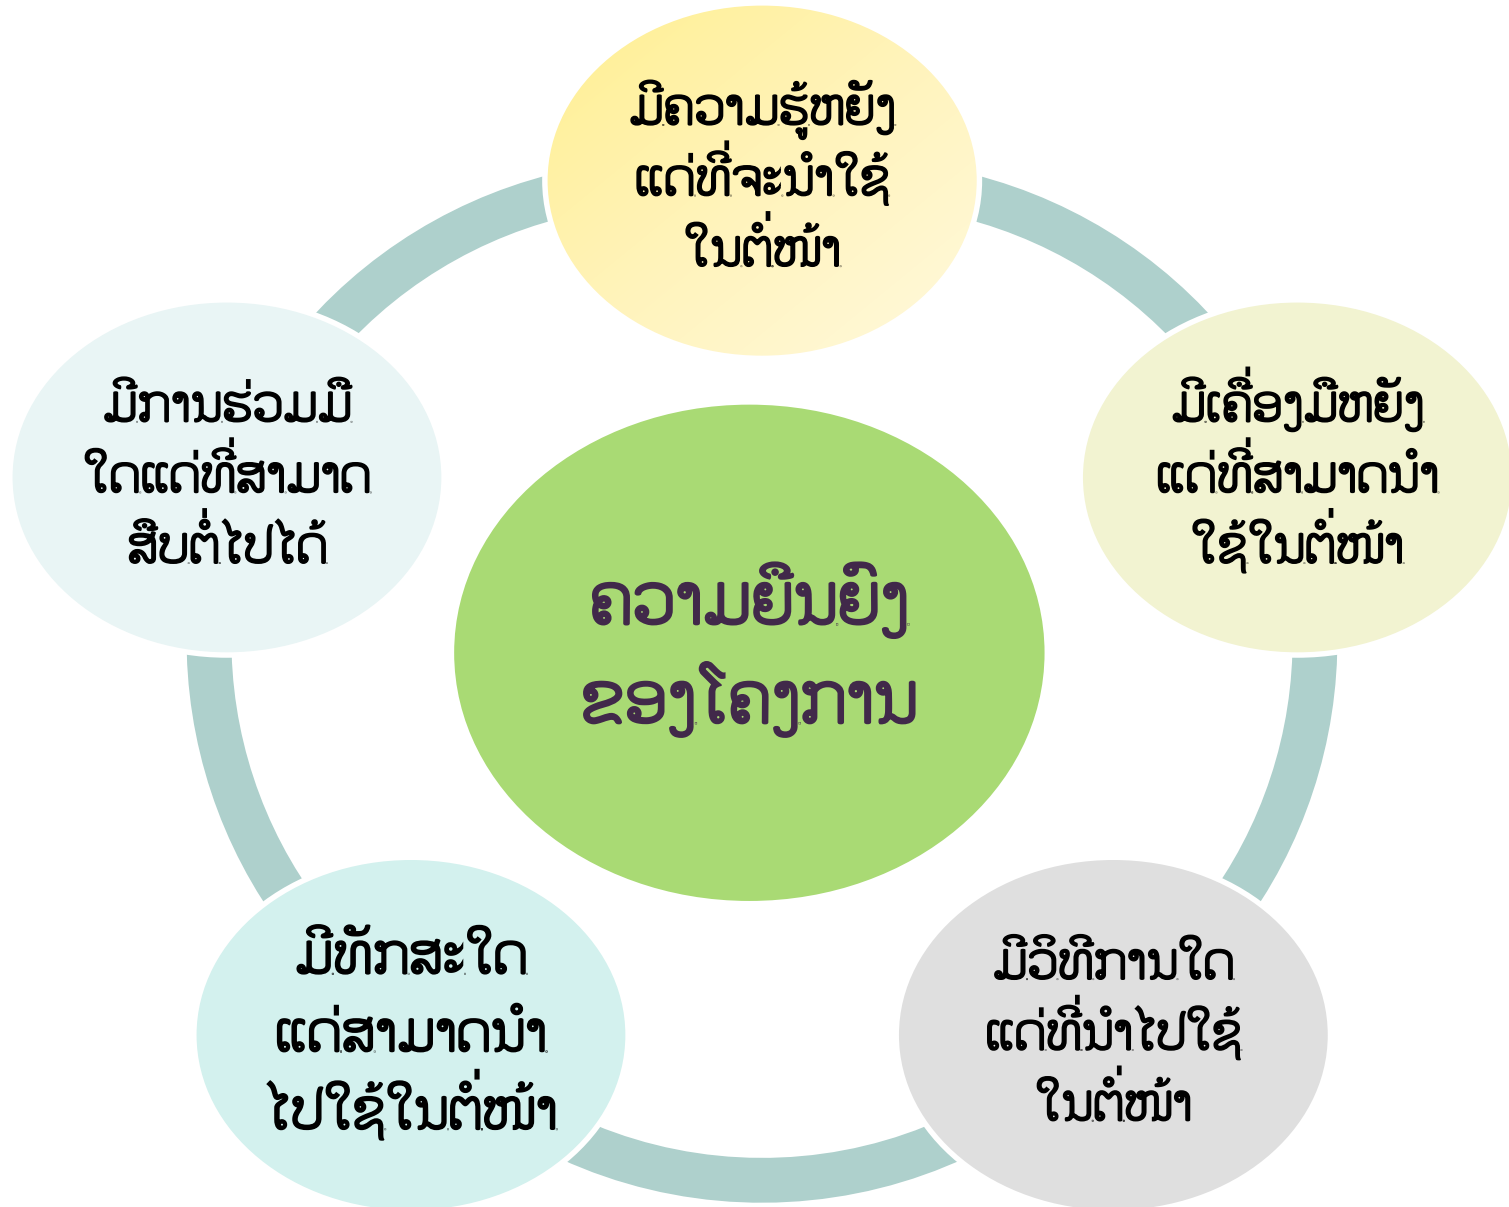 ມີຄວາມຮູ້ຫຍັງ
ແດ່ທີ່ຈະນຳໃຊ້
ໃນຕໍ່ໜ້າ
ມີເຄື່ອງມືຫຍັງ
ແດ່ທີ່ສາມາດນຳ
ໃຊ້ໃນຕໍ່ໜ້າ
ມີວິທີການໃດ
ແດ່ທີ່ນຳໄປໃຊ້
ໃນຕໍ່ໜ້າ
ມີທັກສະໃດ
ແດ່ສາມາດນຳ
ໄປໃຊ້ໃນຕໍ່ໜ້າ
ມີການຮ່ວມມື
ໃດແດ່ທີ່ສາມາດ
ສືບຕໍ່ໄປໄດ້
ຄວາມຍືນຍົງ
ຂອງໂຄງການ